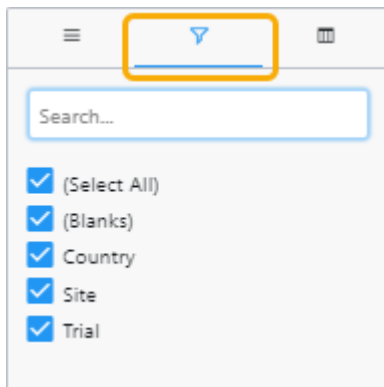 Search...
(Select All)
(Blanks)
Country
Site
Trial